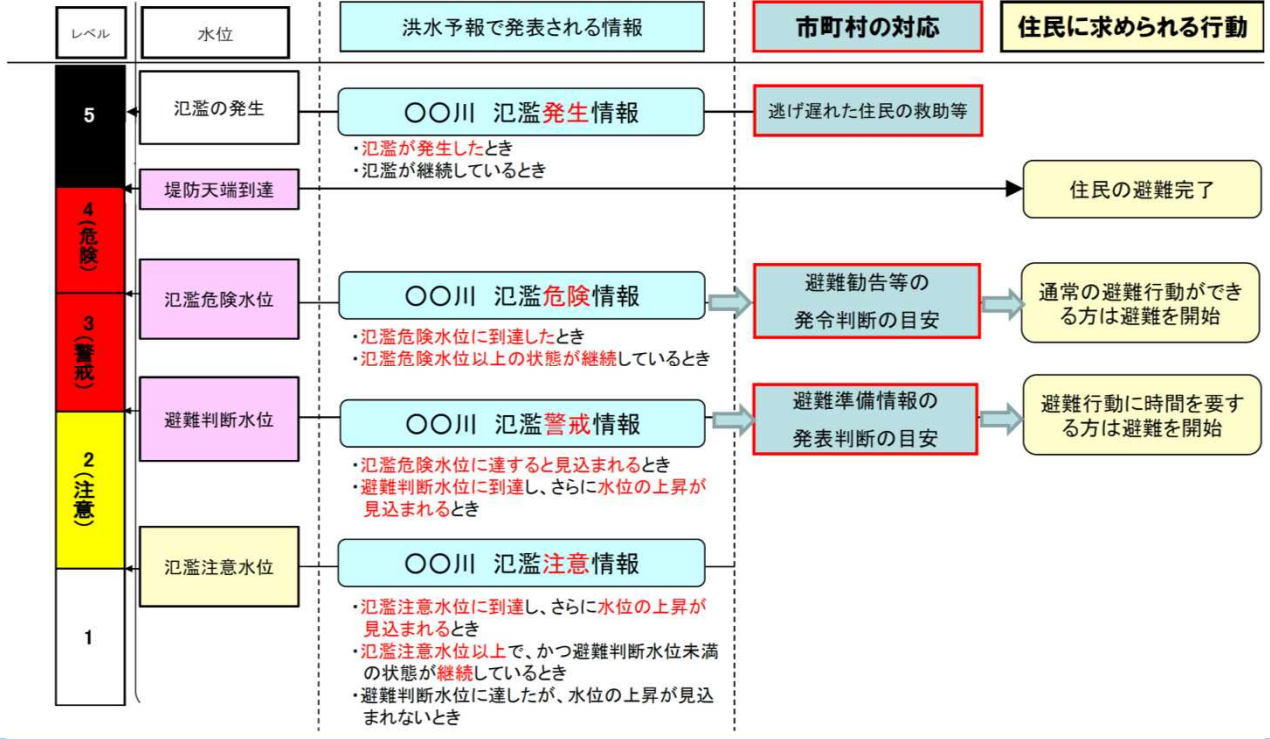 レベル
水位
洪水予報で発表される情報
市町村の対応
住民に求められる行動
5
氾濫の発生
〇〇川 氾濫発生情報
逃げ遅れた住民の救助等
・氾濫が発生したとき
・氾濫が継続しているとき
堤防天端到達
住民の避難完了
4(危険)
氾濫危険水位
〇〇川 氾濫危険情報
避難勧告等の
発令判断の目安
通常の避難行動ができ
る方は避難を開始
・氾濫危険水位に到達したとき
・氾濫危険水位以上の状態が継続しているとき
3(警戒)
避難判断水位
〇〇川 氾濫警戒情報
避難準備情報の
発表判断の目安
避難行動に時間を要す
る方は避難を開始
・氾濫危険水位に達すると見込まれるとき
・避難判断水位に到達し、さらに水位の上昇が
見込まれるとき
2(注意)
氾濫注意水位
〇〇川 氾濫注意情報
・氾濫注意水位に到達し、さらに水位の上昇が
見込まれるとき
・氾濫注意水位以上で、かつ避難判断水位未満
の状態が継続しているとき
・避難判断水位に達したが、水位の上昇が見込
まれないとき
1